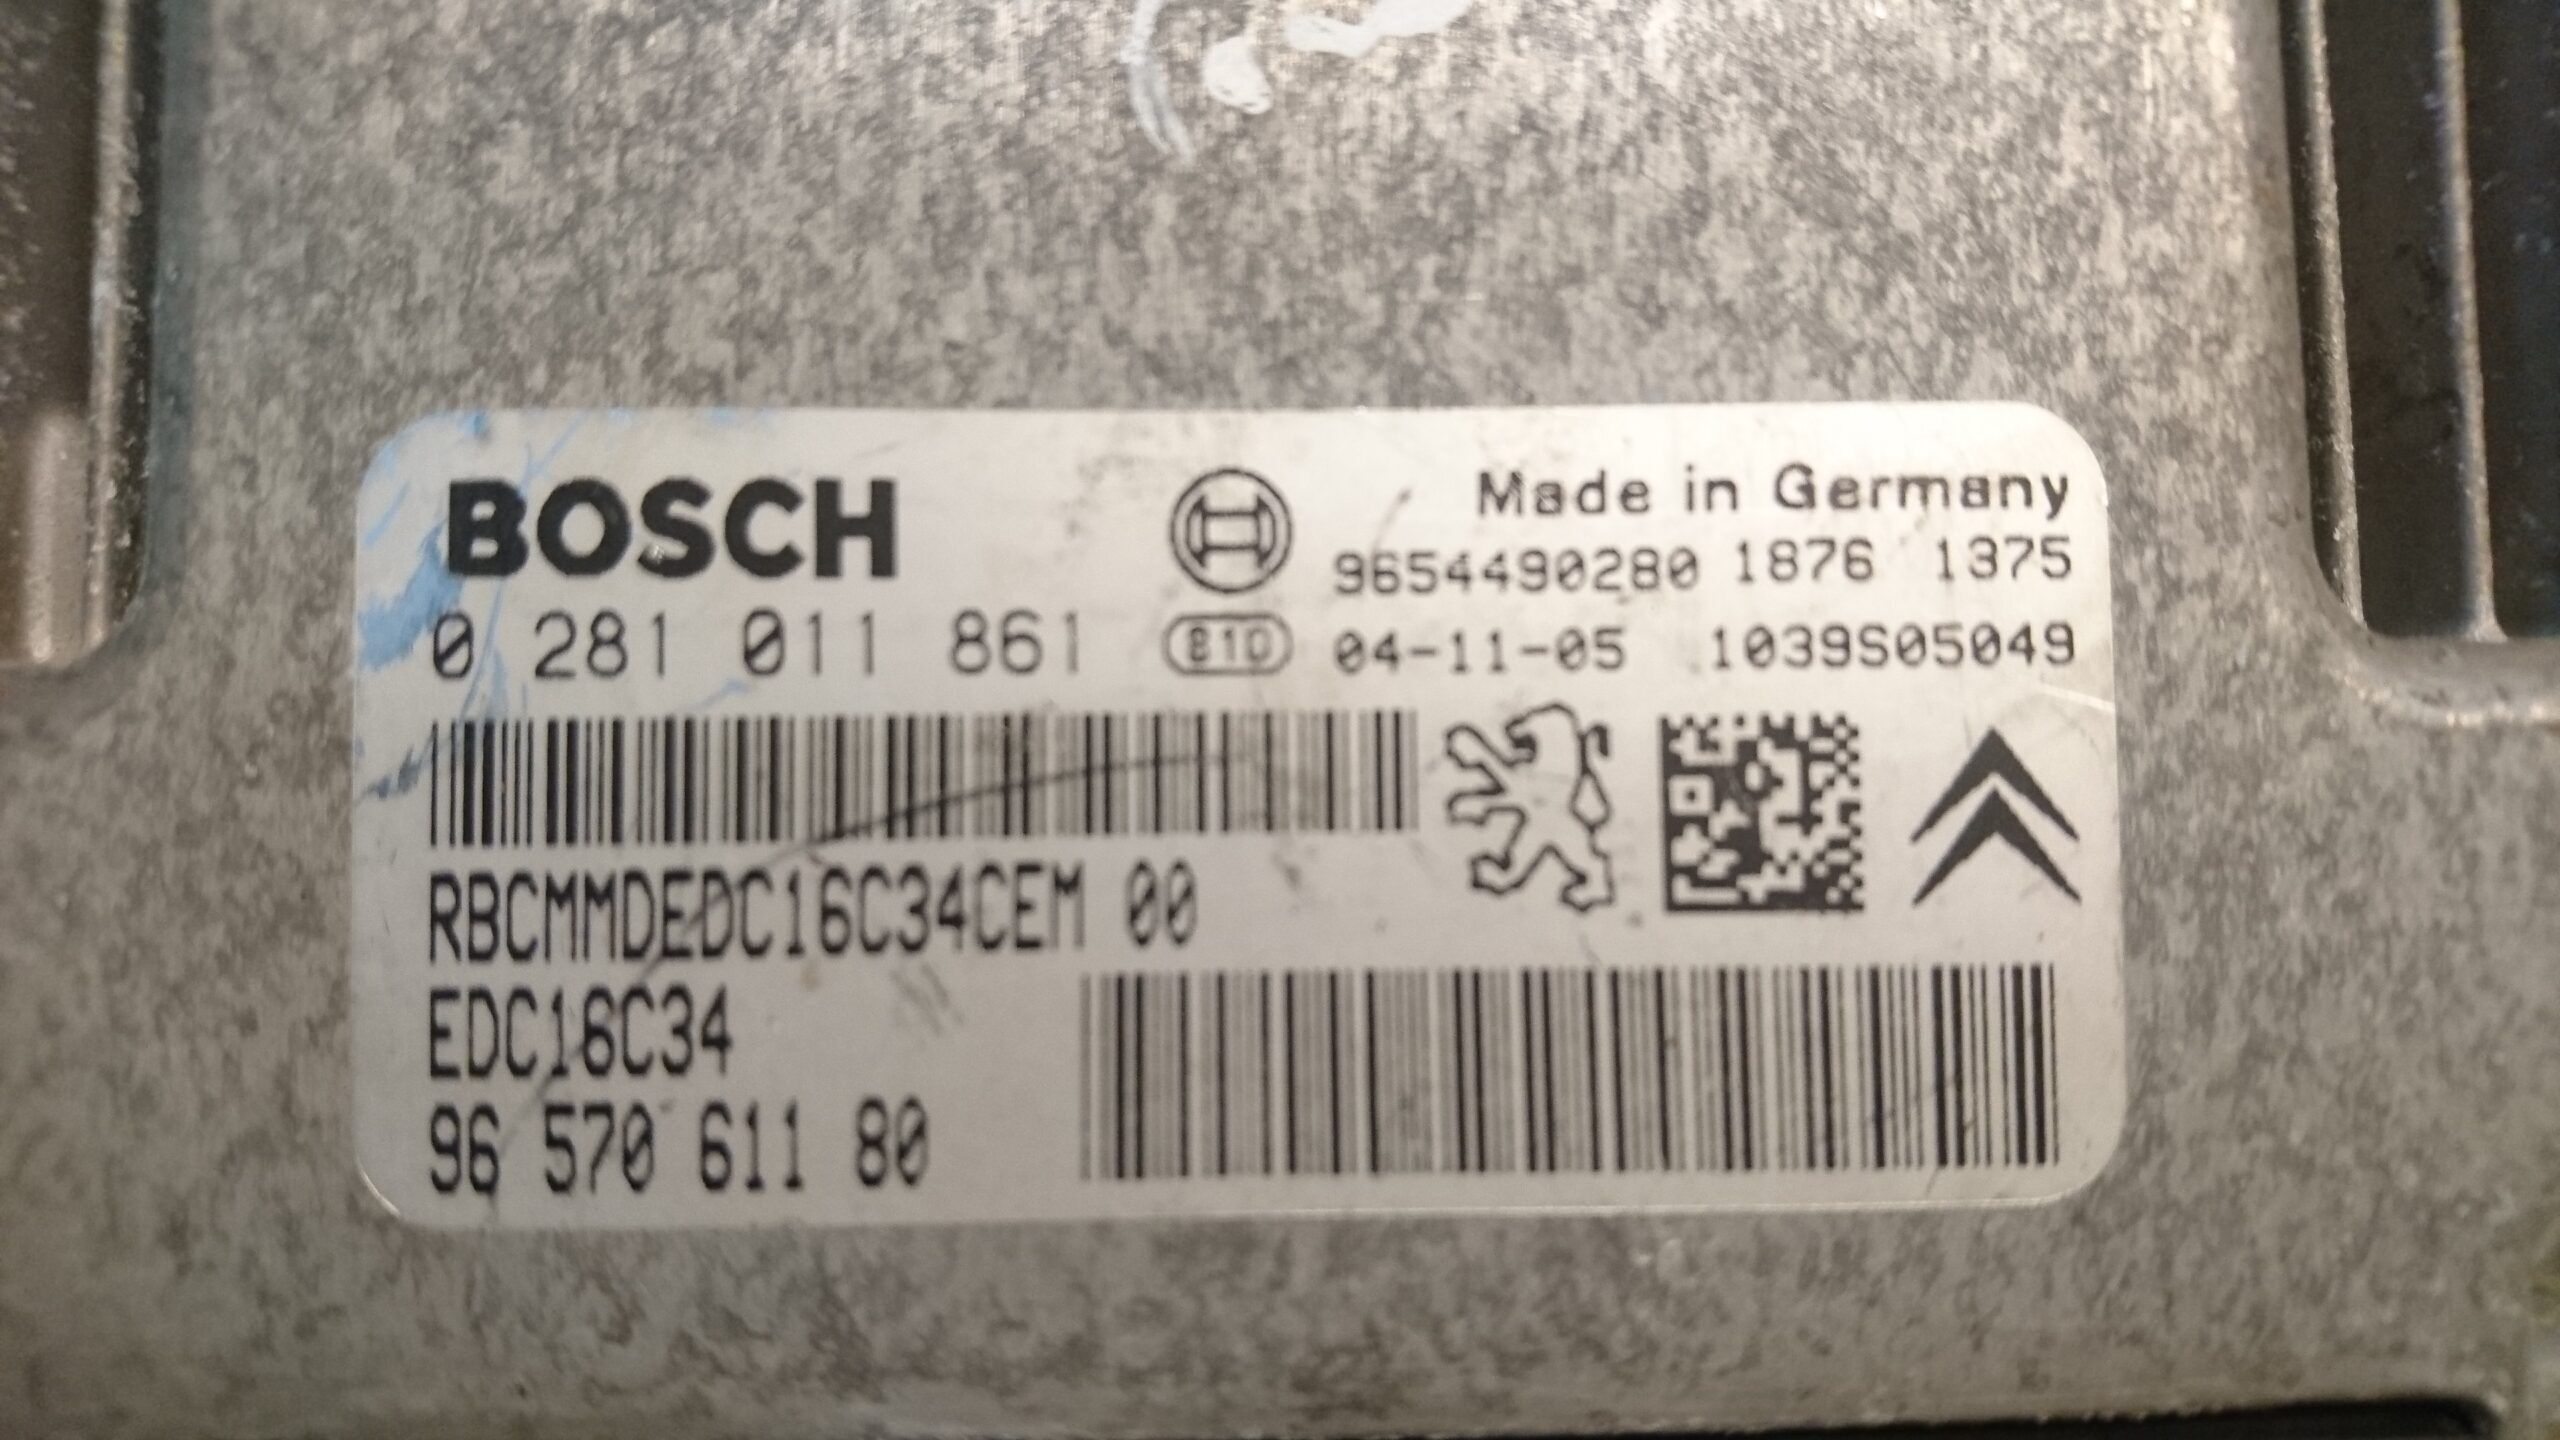 BOSCH
Made in Germany
9654490280 1876 1375
0 281 011 861
810
04-11-05 1039S05049
RBCMMDEDC16C34CEM 00
EDC16C34
96 570 611 80